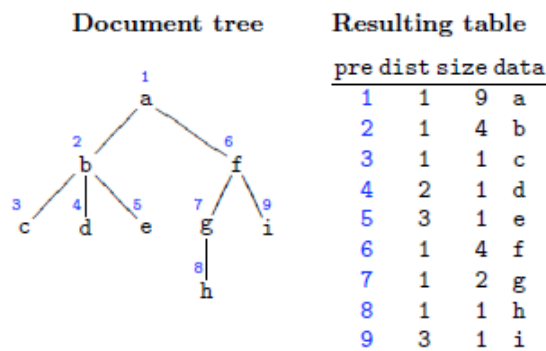 Document tree
Resulting table
1
a
2
b
6
f
3
c
4
d
5
e
7
g
9
i
8
h
pre dist size data
1 1 9 a
2 1 4 b
3 1 1 c
4 2 1 d
5 3 1 e
6 1 4 f
7 1 2 g
8 1 1 h
9 3 1 i